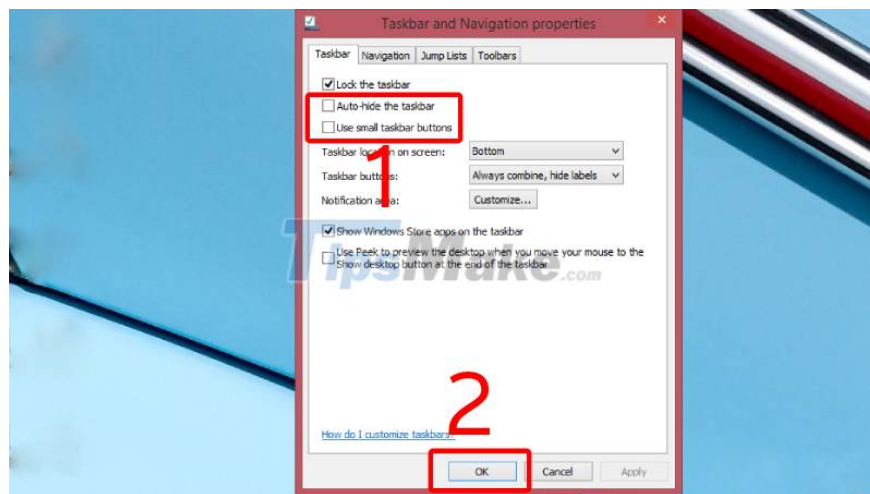 Taskbar and Navigation properties
Taskbar Navigation Jump Lists Toolbars
Lock the taskbar
Auto-hide the taskbar
Use small taskbar buttons
Taskbar location on screen: Bottom
Taskbar buttons: Always combine, hide labels
1
Notification area: Customize...
Show Windows Store apps on the taskbar
Use Peek to preview the desktop when you move your mouse to the
Show desktop button at the end of the taskbar
TipsMake.com
2
How do I customize taskbars?
OK Cancel Apply